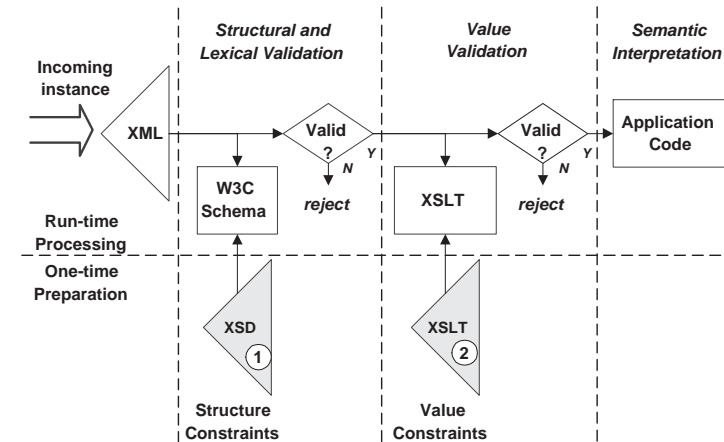 Structural and
Lexical Validation
Value
Validation
Semantic
Interpretation
Incoming
instance
XML
Valid
?
N
Y
reject
W3C
Schema
Valid
?
N
Y
reject
XSLT
Application
Code
Run-time
Processing
One-time
Preparation
XSD
1
XSLT
2
Structure
Constraints
Value
Constraints